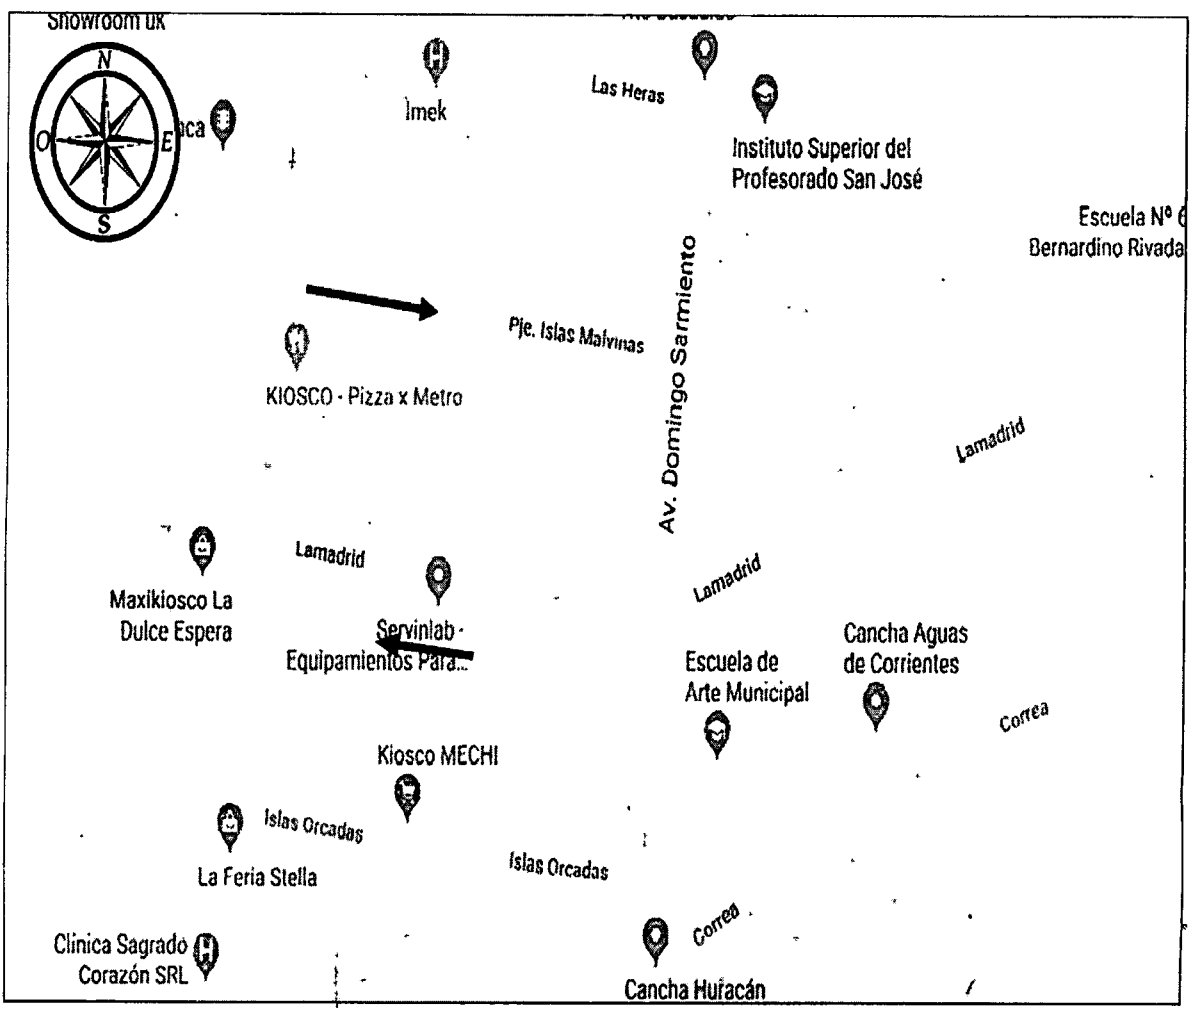 Showroom uk
N
O
E
S
Imek
Las Heras
Instituto Superior del
Profesorado San José
Escuela Nº 6
Bernardino Rivada
Av. Domingo Sarmiento
Pje. Islas Malvinas
KIOSCO - Pizza x Metro
Lamadrid
Lamadrid
Lamadrid
Maxikiosco La
Dulce Espera
Servinlab -
Equipamientos Para...
Cancha Aguas
de Corrientes
Escuela de
Arte Municipal
Correa
Kiosco MECHI
Islas Orcadas
La Feria Stella
Islas Orcadas
Correa
Clínica Sagrado
Corazón SRL
Cancha Huracán